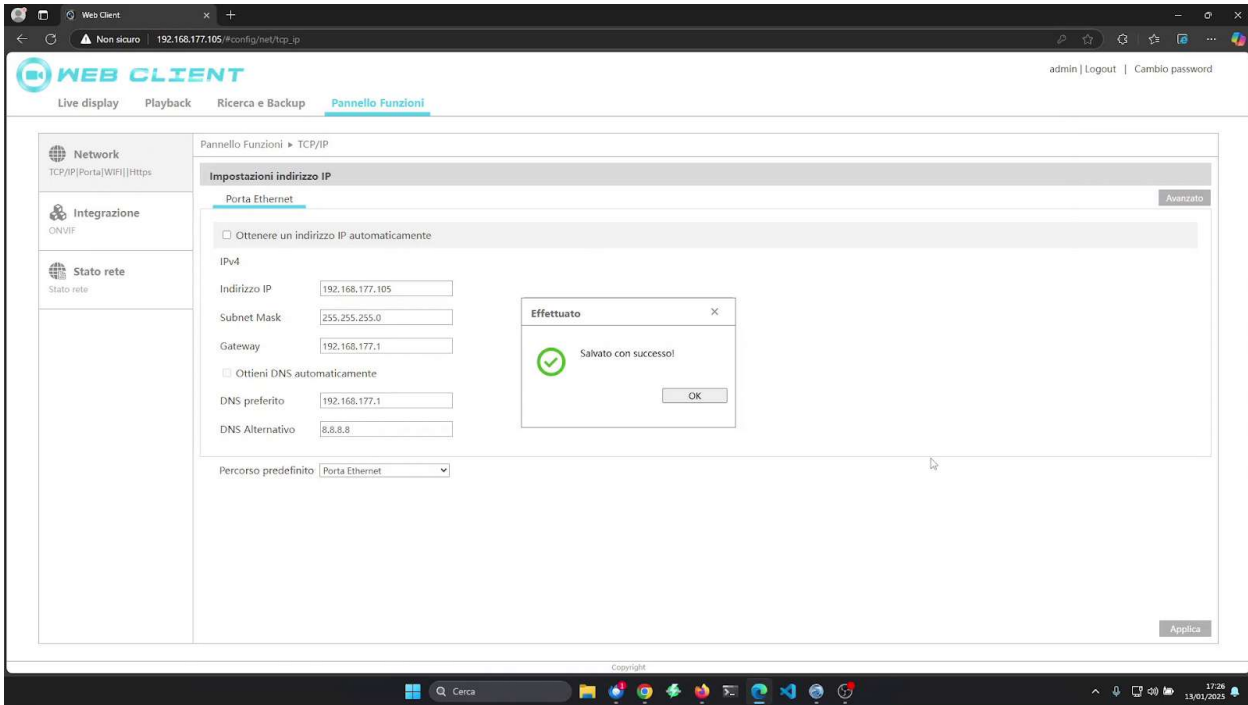 Web Client
Non sicuro 192.168.177.105/#config/net/tcp_ip
WEB CLIENT
admin | Logout | Cambio password
Live display Playback Ricerca e Backup Pannello Funzioni
Network
TCP/IP|Porta|WIFI||Https
Integrazione
ONVIF
Stato rete
Stato rete
Pannello Funzioni ▸ TCP/IP
Impostazioni indirizzo IP
Porta Ethernet
Avanzato
Ottenere un indirizzo IP automaticamente
IPv4
Indirizzo IP 192.168.177.105
Subnet Mask 255.255.255.0
Gateway 192.168.177.1
Ottieni DNS automaticamente
DNS preferito 192.168.177.1
DNS Alternativo 8.8.8.8
Percorso predefinito Porta Ethernet
Effettuato
Salvato con successo!
OK
Applica
Copyright
Cerca
17:26
13/01/2025